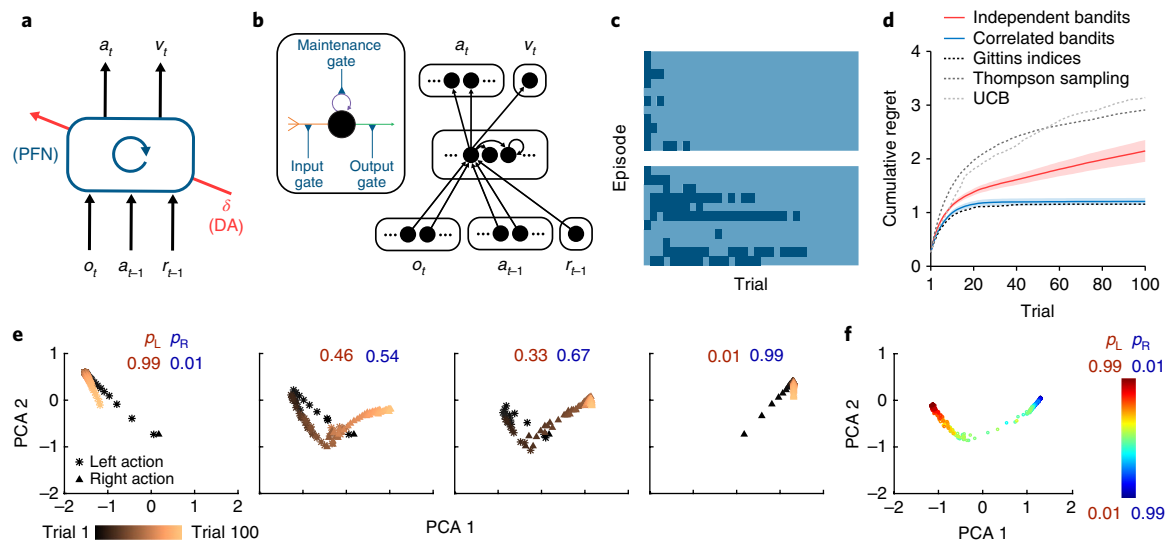 a
a_t v_t
(PFN)
δ
(DA)
o_t a_{t–1} r_{t–1}
b
Maintenance
gate
Input
gate
Output
gate
a_t v_t
··· ···
··· ···
··· ··· ··· ···
o_t a_{t–1} r_{t–1}
c
Episode
Trial
d
Independent bandits
Correlated bandits
Gittins indices
Thompson sampling
UCB
Cumulative regret
4
3
2
1
0
1 20 40 60 80 100
Trial
e
p_L p_R
0.99 0.01
0.46 0.54
0.33 0.67
0.01 0.99
PCA 2
1
0
–1
–2
Left action
Right action
–2 –1 0 1 2
Trial 1 Trial 100
PCA 1
f
p_L p_R
0.99 0.01
0.01 0.99
PCA 2
1
0
–1
–2
–2 –1 0 1 2
PCA 1